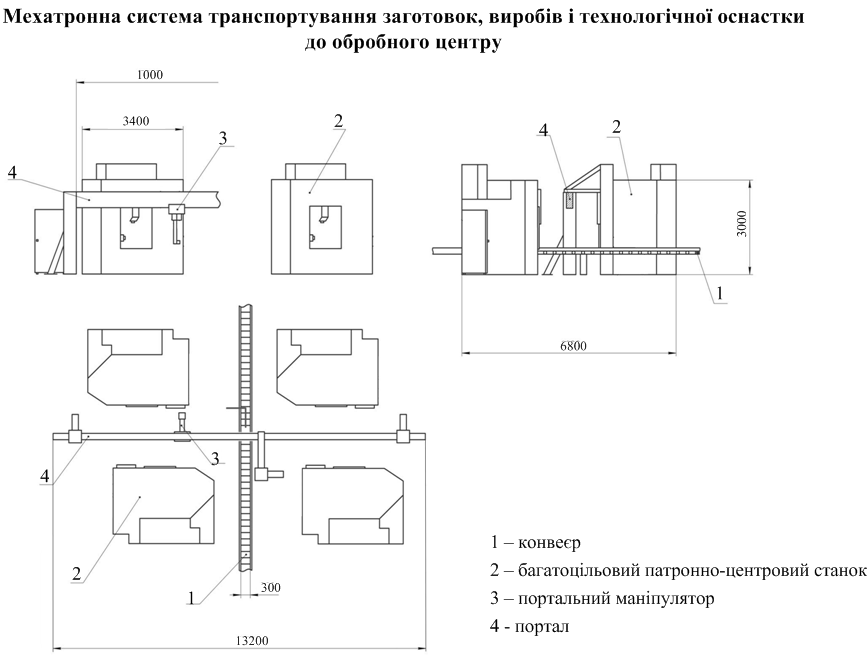 Мехатронна система транспортування заготовок, виробів і технологічної оснастки
до обробного центру
1000
3400
3
2
4
4
2
3000
1
6800
4
3
2
1
300
13200
1 – конвеєр
2 – багатоцільовий патронно-центровий станок
3 – портальний маніпулятор
4 - портал